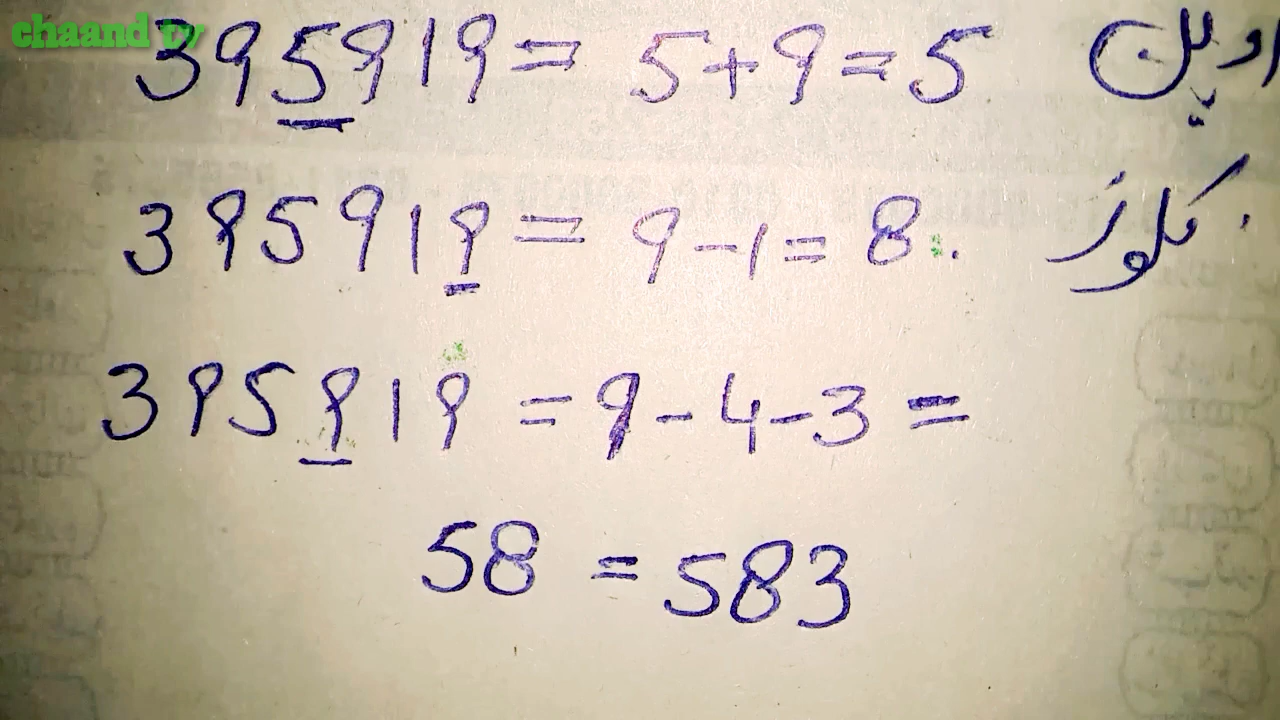 chaand tv
395919 = 5+9=5 اوپن
395919 = 9-1=8. کلوز
395919 = 9-4-3=
58 = 583